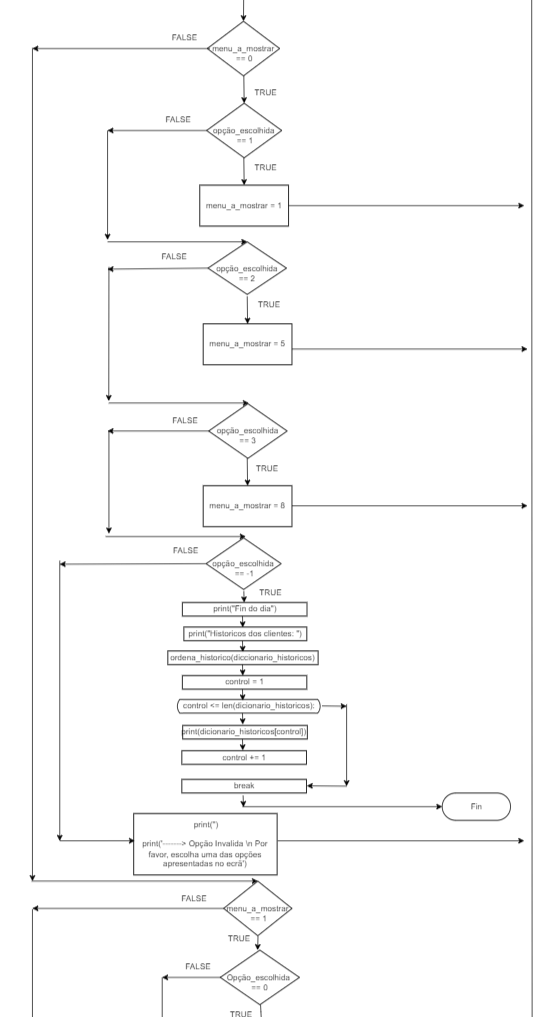 FALSE
menu_a_mostrar
== 0
TRUE
FALSE
opção_escolhida
== 1
TRUE
menu_a_mostrar = 1
FALSE
opção_escolhida
== 2
TRUE
menu_a_mostrar = 5
FALSE
opção_escolhida
== 3
TRUE
menu_a_mostrar = 8
FALSE
opção_escolhida
== -1
TRUE
print("Fin do dia")
print("Historicos dos clientes: ")
ordena_historico(diccionario_historicos)
control = 1
control <= len(dicionario_historicos):
print(dicionario_historicos[control])
control += 1
break
Fin
print('')
print('-------> Opção Invalida \n Por
favor, escolha uma das opções
apresentadas no ecrã')
FALSE
menu_a_mostrar
== 1
TRUE
FALSE
Opção_escolhida
== 0
TRUE